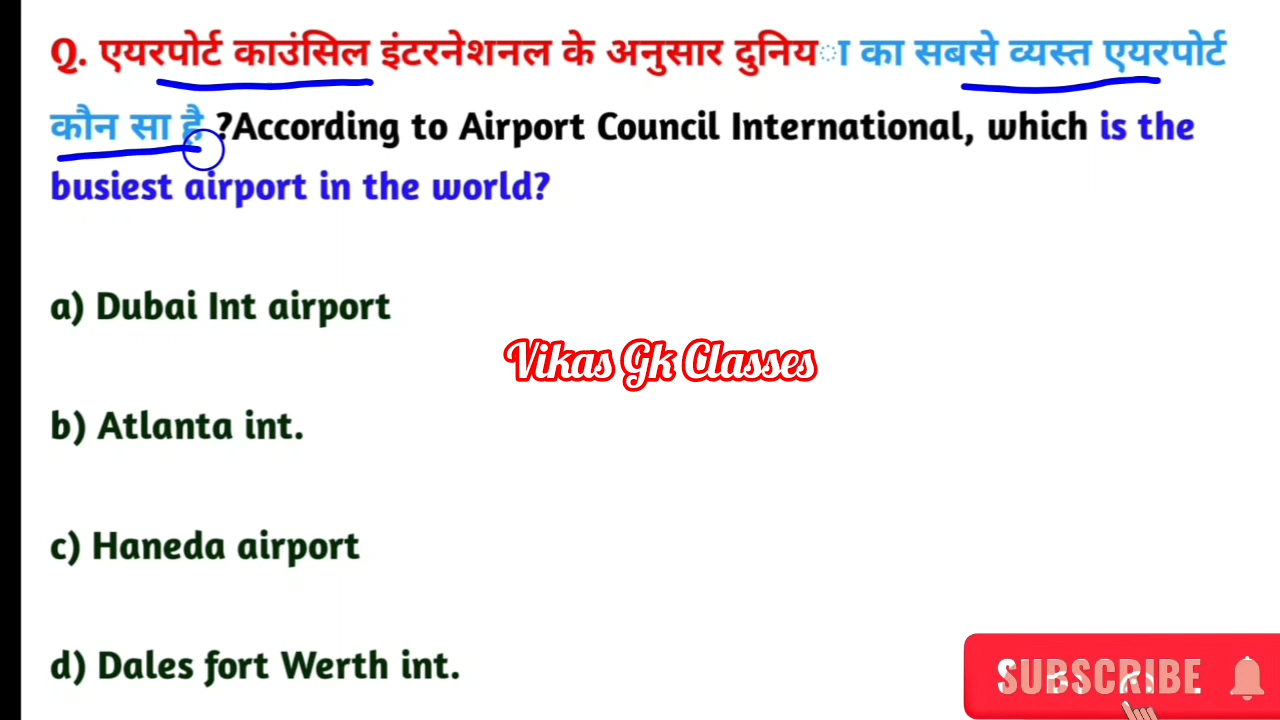 Q. एयरपोर्ट काउंसिल इंटरनेशनल के अनुसार दुनिया का सबसे व्यस्त एयरपोर्ट
कौन सा है ?According to Airport Council International, which is the
busiest airport in the world?
a) Dubai Int airport
Vikas Gk Classes
b) Atlanta int.
c) Haneda airport
d) Dales fort Werth int.
SUBSCRIBE